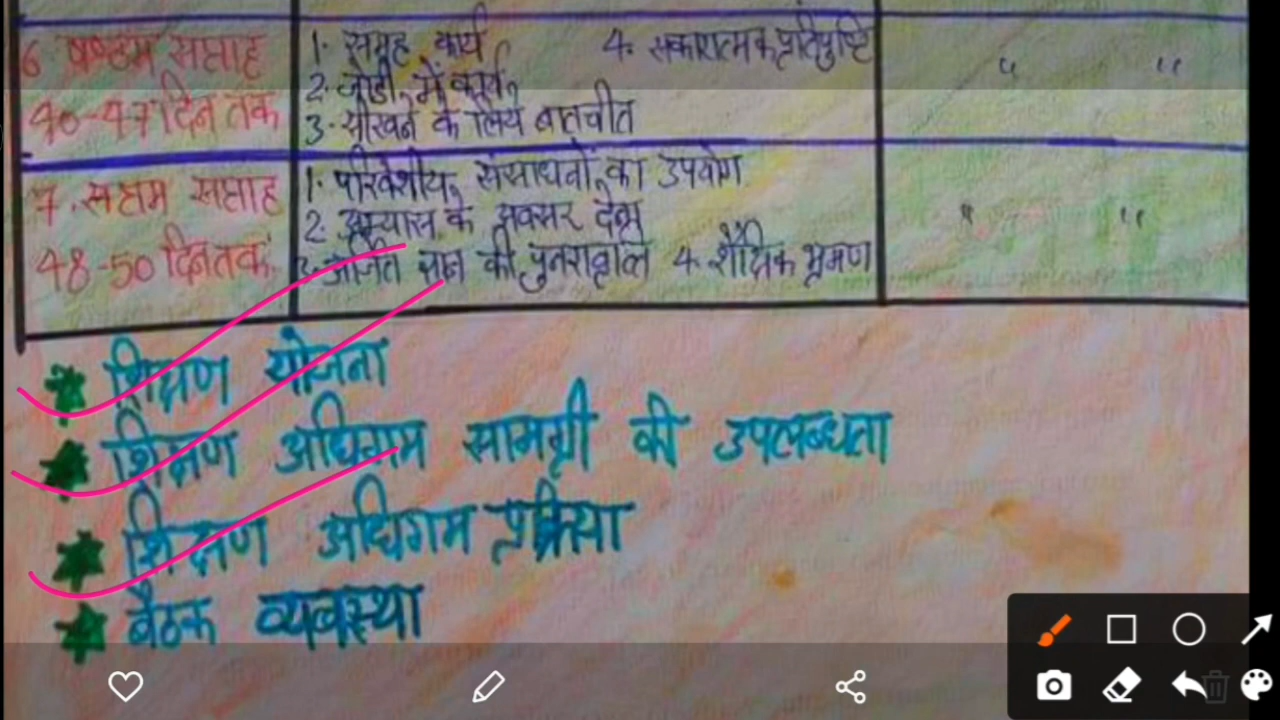 6 षष्ठम सप्ताह
40-47 दिन तक
1. समूह कार्य 4. सकारात्मक प्रतिपुष्टि
2. जोडी में कार्य
3. सीखने के लिये बातचीत
" "
7. सप्तम सप्ताह
48-50 दिन तक
1. परिवेशीय संसाधनों का उपयोग
2. अभ्यास के अवसर देना
3. अर्जित ज्ञान की पुनरावृति 4. शैक्षिक भ्रमण
" "
शिक्षण योजना
शिक्षण अधिगम सामग्री की उपलब्धता
शिक्षण अधिगम प्रक्रिया
बैठक व्यवस्था